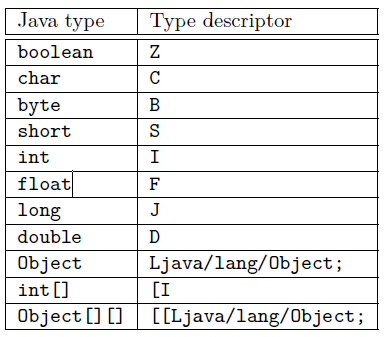 Java type Type descriptor
boolean Z
char C
byte B
short S
int I
float F
long J
double D
Object Ljava/lang/Object;
int[] [I
Object[][] [[Ljava/lang/Object;